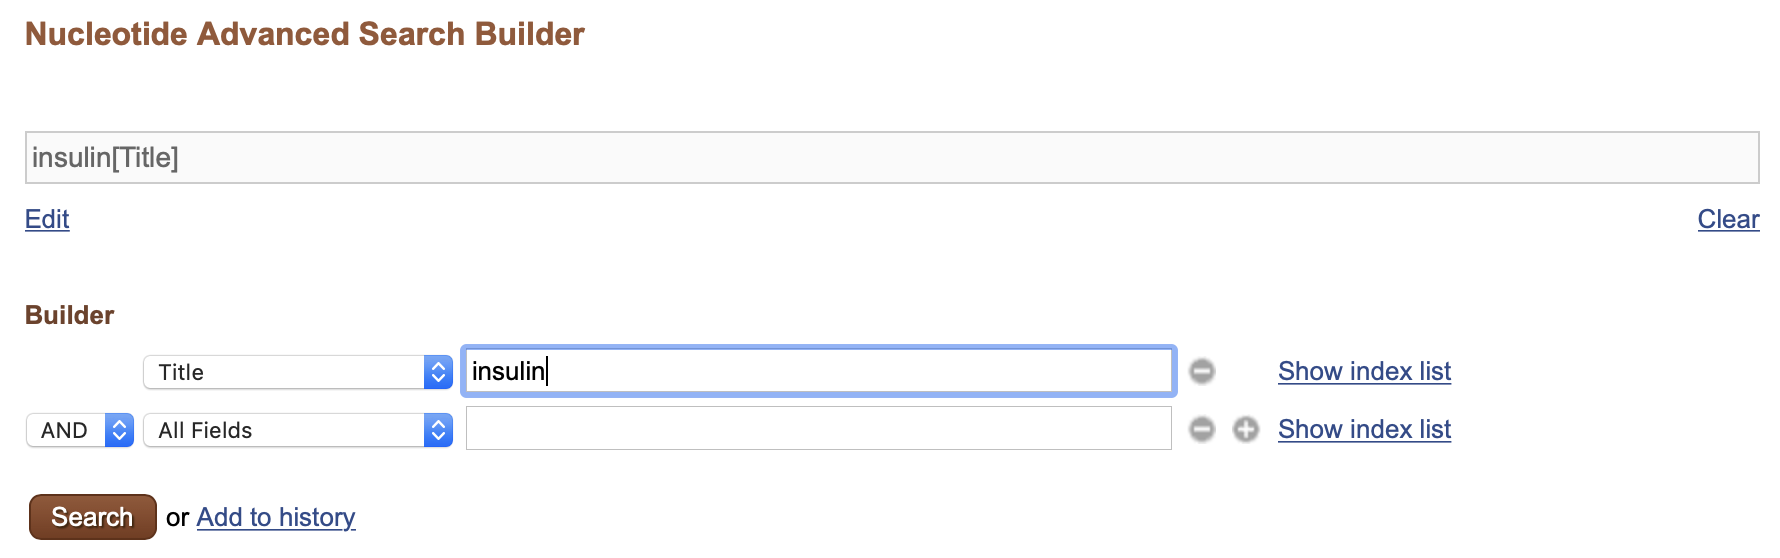 Nucleotide Advanced Search Builder
insulin[Title]
Edit Clear
Builder
Title insulin Show index list
AND All Fields Show index list
Search or Add to history